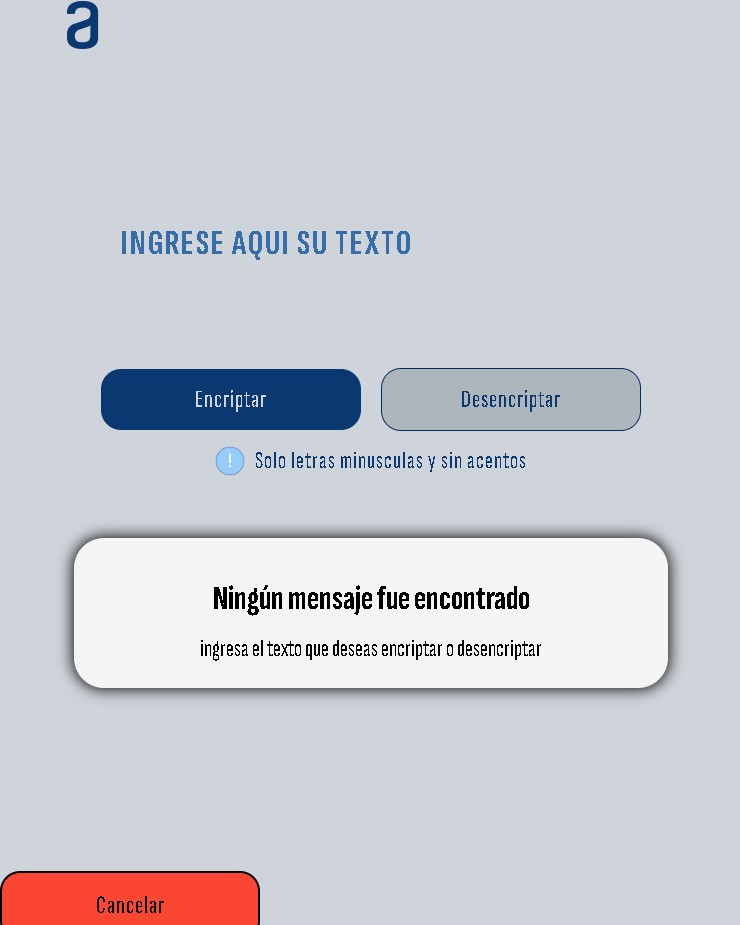 a
INGRESE AQUI SU TEXTO
Encriptar
Desencriptar
! Solo letras minusculas y sin acentos
Ningún mensaje fue encontrado
ingresa el texto que deseas encriptar o desencriptar
Cancelar